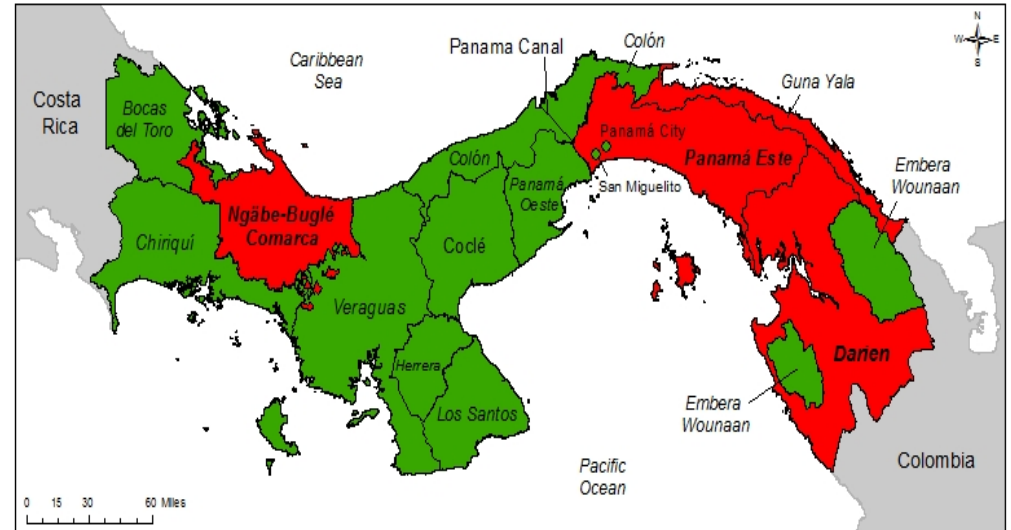 N
W E
S
Panama Canal
Colón
Caribbean
Sea
Guna Yala
Costa
Rica
Bocas
del Toro
Panamá City
Colón
Panamá Este
Embera
Wounaan
Panamá
Oeste
San Miguelito
Ngäbe-Buglé
Comarca
Chiriquí
Coclé
Veraguas
Darien
Herrera
Los Santos
Embera
Wounaan
Pacific
Ocean
Colombia
0 15 30 60 Miles